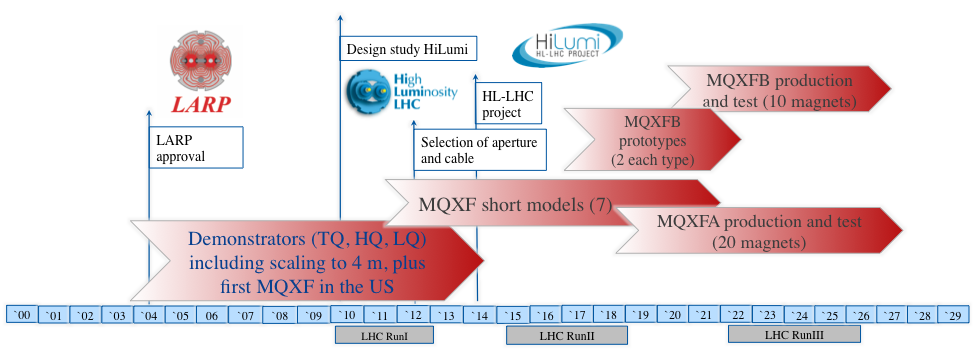 LARP
LARP
approval
Design study HiLumi
High
Luminosity
LHC
HiLumi
HL-LHC PROJECT
HL-LHC
project
Selection of aperture
and cable
MQXFB production
and test (10 magnets)
MQXFB
prototypes
(2 each type)
MQXF short models (7)
MQXFA production and test
(20 magnets)
Demonstrators (TQ, HQ, LQ)
including scaling to 4 m, plus
first MQXF in the US
`00 `01 `02 `03 `04 `05 06 `07 `08 `09 `10 `11 `12 `13 `14 `15 `16 `17 `18 `19 `20 `21 `22 `23 `24 `25 `26 `27 `28 `29
LHC RunI LHC RunII LHC RunIII